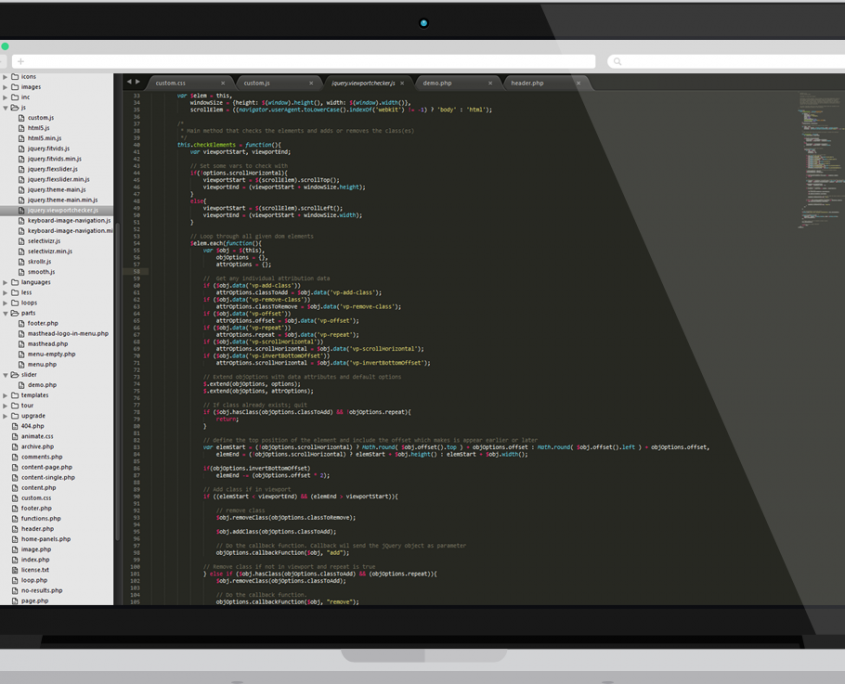 custom.css
custom.js
jquery.viewportchecker.js
demo.php
header.php
icons
images
inc
js
custom.js
html5.js
html5.min.js
jquery.fitvids.js
jquery.fitvids.min.js
jquery.flexslider.js
jquery.flexslider.min.js
jquery.theme-main.js
jquery.theme-main.min.js
jquery.viewportchecker.js
keyboard-image-navigation.js
keyboard-image-navigation.mi
selectivizr.js
selectivizr.min.js
skrollr.js
smooth.js
languages
less
loops
parts
footer.php
masthead-logo-in-menu.php
masthead.php
menu-empty.php
menu.php
slider
demo.php
templates
tour
upgrade
404.php
animate.css
archive.php
comments.php
content-page.php
content-single.php
content.php
custom.css
footer.php
functions.php
header.php
home-panels.php
image.php
index.php
license.txt
loop.php
no-results.php
page.php
33 var $elem = this,
34 windowSize = {height: $(window).height(), width: $(window).width()},
35 scrollElem = ((navigator.userAgent.toLowerCase().indexOf('webkit') != -1) ? 'body' : 'html');
36
37 /*
38 * Main method that checks the elements and adds or removes the class(es)
39 */
40 this.checkElements = function(){
41 var viewportStart, viewportEnd;
42
43 // Set some vars to check with
44 if(!options.scrollHorizontal){
45 viewportStart = $(scrollElem).scrollTop();
46 viewportEnd = (viewportStart + windowSize.height);
47 }
48 else{
49 viewportStart = $(scrollElem).scrollLeft();
50 viewportEnd = (viewportStart + windowSize.width);
51 }
52
53 // Loop through all given dom elements
54 $elem.each(function(){
55 var $obj = $(this),
56 objOptions = {},
57 attrOptions = {};
58
59 // Get any individual attribution data
60 if ($obj.data('vp-add-class'))
61 attrOptions.classToAdd = $obj.data('vp-add-class');
62 if ($obj.data('vp-remove-class'))
63 attrOptions.classToRemove = $obj.data('vp-remove-class');
64 if ($obj.data('vp-offset'))
65 attrOptions.offset = $obj.data('vp-offset');
66 if ($obj.data('vp-repeat'))
67 attrOptions.repeat = $obj.data('vp-repeat');
68 if ($obj.data('vp-scrollHorizontal'))
69 attrOptions.scrollHorizontal = $obj.data('vp-scrollHorizontal');
70 if ($obj.data('vp-invertBottomOffset'))
71 attrOptions.scrollHorizontal = $obj.data('vp-invertBottomOffset');
72
73 // Extend objOptions with data attributes and default options
74 $.extend(objOptions, options);
75 $.extend(objOptions, attrOptions);
76
77 // If class already exists; quit
78 if ($obj.hasClass(objOptions.classToAdd) && !objOptions.repeat){
79 return;
80 }
81
82 // define the top position of the element and include the offset which makes is appear earlier or later
83 var elemStart = (!objOptions.scrollHorizontal) ? Math.round( $obj.offset().top ) + objOptions.offset : Math.round( $obj.offset().left ) + objOptions.offset,
84 elemEnd = (!objOptions.scrollHorizontal) ? elemStart + $obj.height() : elemStart + $obj.width();
85
86 if(objOptions.invertBottomOffset)
87 elemEnd -= (objOptions.offset * 2);
88
89 // Add class if in viewport
90 if ((elemStart < viewportEnd) && (elemEnd > viewportStart)){
91
92 // remove class
93 $obj.removeClass(objOptions.classToRemove);
94
95 $obj.addClass(objOptions.classToAdd);
96
97 // Do the callback function. Callback wil send the jQuery object as parameter
98 objOptions.callbackFunction($obj, "add");
99
100 // Remove class if not in viewport and repeat is true
101 } else if ($obj.hasClass(objOptions.classToAdd) && (objOptions.repeat)){
102 $obj.removeClass(objOptions.classToAdd);
103
104 // Do the callback function.
105 objOptions.callbackFunction($obj, "remove");